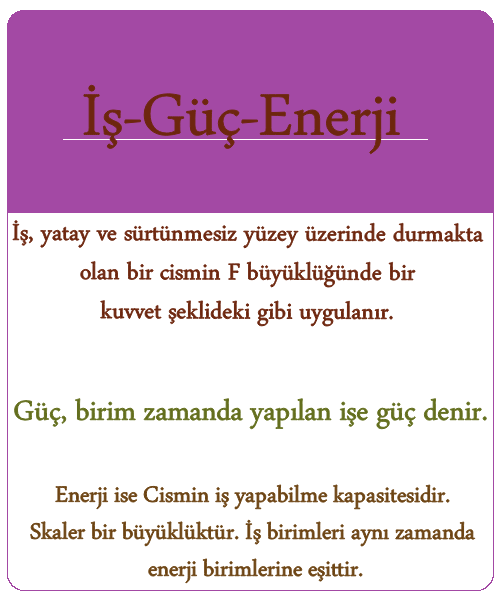 İş-Güç-Enerji
İş, yatay ve sürtünmesiz yüzey üzerinde durmakta
olan bir cismin F büyüklüğünde bir
kuvvet şeklideki gibi uygulanır.
Güç, birim zamanda yapılan işe güç denir.
Enerji ise Cismin iş yapabilme kapasitesidir.
Skaler bir büyüklüktür. İş birimleri aynı zamanda
enerji birimlerine eşittir.